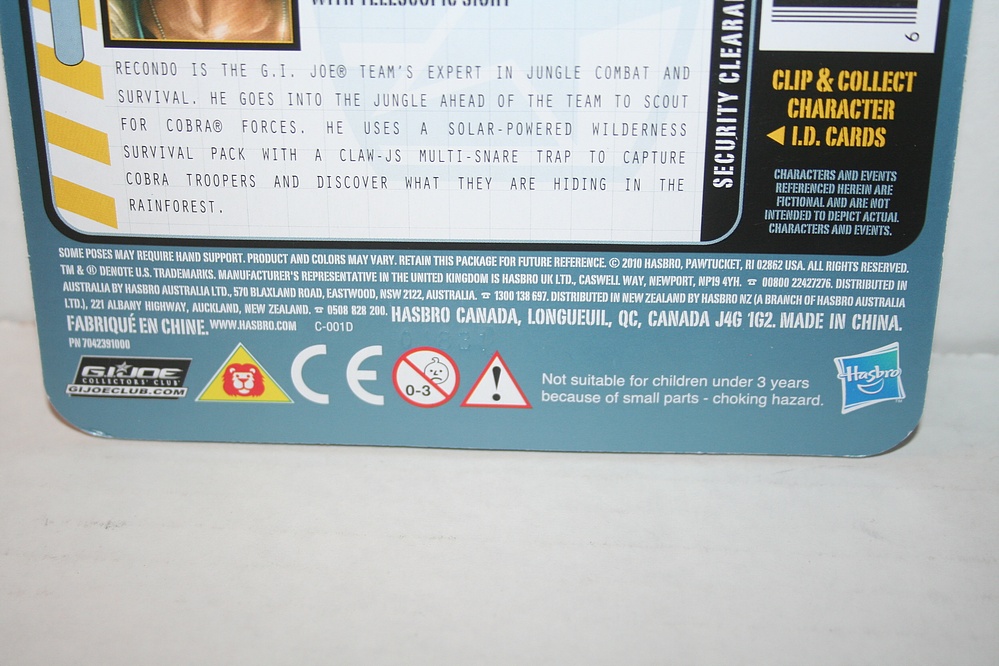 WITH TELESCOPIC SIGHT
RECONDO IS THE G.I. JOE® TEAM'S EXPERT IN JUNGLE COMBAT AND
SURVIVAL. HE GOES INTO THE JUNGLE AHEAD OF THE TEAM TO SCOUT
FOR COBRA® FORCES. HE USES A SOLAR-POWERED WILDERNESS
SURVIVAL PACK WITH A CLAW-JS MULTI-SNARE TRAP TO CAPTURE
COBRA TROOPERS AND DISCOVER WHAT THEY ARE HIDING IN THE
RAINFOREST.
SECURITY
9
CLIP & COLLECT
CHARACTER
I.D. CARDS
CHARACTERS AND EVENTS
REFERENCED HEREIN ARE
FICTIONAL AND ARE NOT
INTENDED TO DEPICT ACTUAL
CHARACTERS AND EVENTS.
SOME POSES MAY REQUIRE HAND SUPPORT. PRODUCT AND COLORS MAY VARY. RETAIN THIS PACKAGE FOR FUTURE REFERENCE. © 2010 HASBRO, PAWTUCKET, RI 02862 USA. ALL RIGHTS RESERVED.
TM & ® DENOTE U.S. TRADEMARKS. MANUFACTURER'S REPRESENTATIVE IN THE UNITED KINGDOM IS HASBRO UK LTD., CASWELL WAY, NEWPORT, NP19 4YH. ☎ 00800 22427276. DISTRIBUTED IN
AUSTRALIA BY HASBRO AUSTRALIA LTD., 570 BLAXLAND ROAD, EASTWOOD, NSW 2122, AUSTRALIA. ☎ 1300 138 697. DISTRIBUTED IN NEW ZEALAND BY HASBRO NZ (A BRANCH OF HASBRO AUSTRALIA
LTD.), 221 ALBANY HIGHWAY, AUCKLAND, NEW ZEALAND. ☎ 0508 828 200. HASBRO CANADA, LONGUEUIL, QC, CANADA J4G 1G2. MADE IN CHINA.
FABRIQUÉ EN CHINE. WWW.HASBRO.COM C-001D
PN 7042391000
G.I. JOE
COLLECTORS' CLUB
GIJOECLUB.COM
CE
0-3
!
Not suitable for children under 3 years
because of small parts - choking hazard.
Hasbro
TM